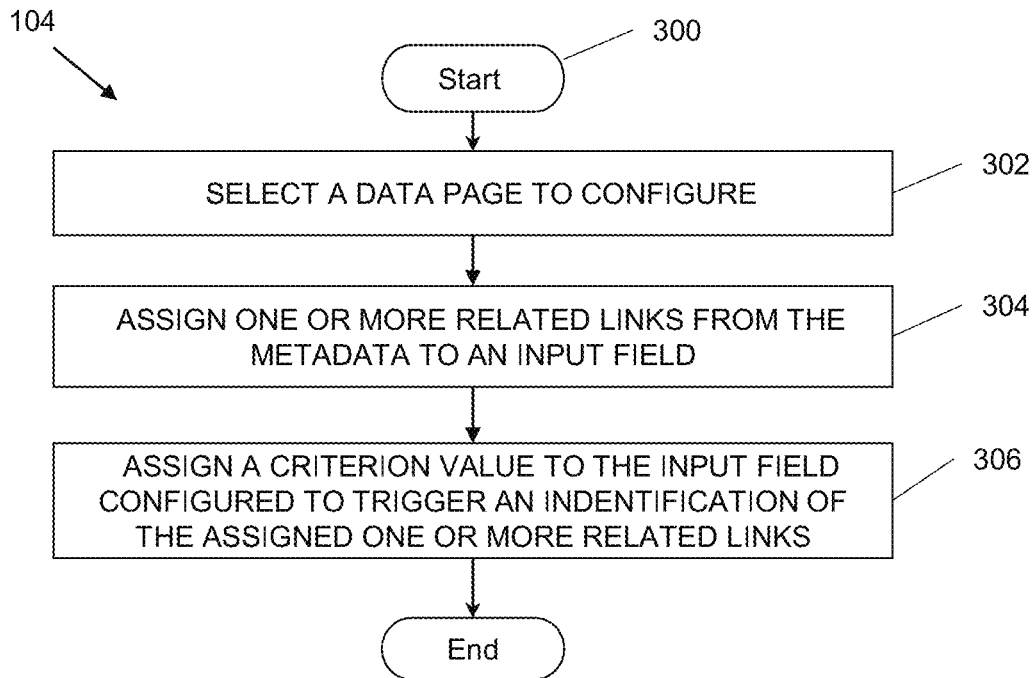 104
300
Start
302
SELECT A DATA PAGE TO CONFIGURE
304
ASSIGN ONE OR MORE RELATED LINKS FROM THE
METADATA TO AN INPUT FIELD
306
ASSIGN A CRITERION VALUE TO THE INPUT FIELD
CONFIGURED TO TRIGGER AN INDENTIFICATION OF
THE ASSIGNED ONE OR MORE RELATED LINKS
End